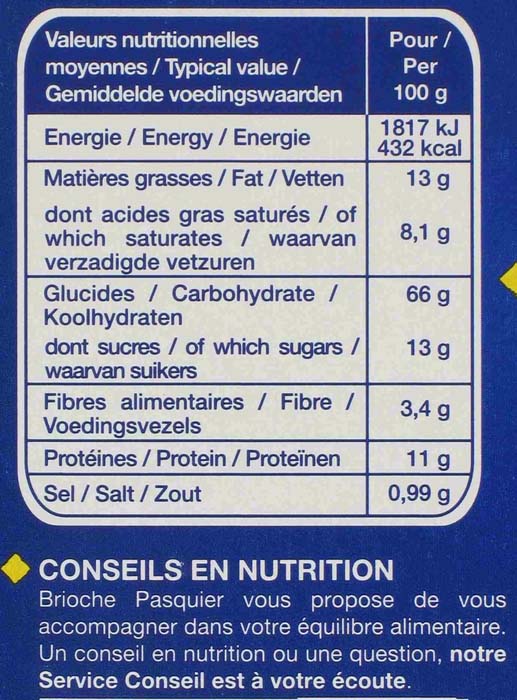 Valeurs nutritionnelles
moyennes / Typical value /
Gemiddelde voedingswaarden
Pour /
Per
100 g
Energie / Energy / Energie
1817 kJ
432 kcal
Matières grasses / Fat / Vetten
13 g
dont acides gras saturés / of
which saturates / waarvan
verzadigde vetzuren
8,1 g
Glucides / Carbohydrate /
Koolhydraten
66 g
dont sucres / of which sugars /
waarvan suikers
13 g
Fibres alimentaires / Fibre /
Voedingsvezels
3,4 g
Protéines / Protein / Proteïnen
11 g
Sel / Salt / Zout
0,99 g
CONSEILS EN NUTRITION
Brioche Pasquier vous propose de vous
accompagner dans votre équilibre alimentaire.
Un conseil en nutrition ou une question, notre
Service Conseil est à votre écoute.